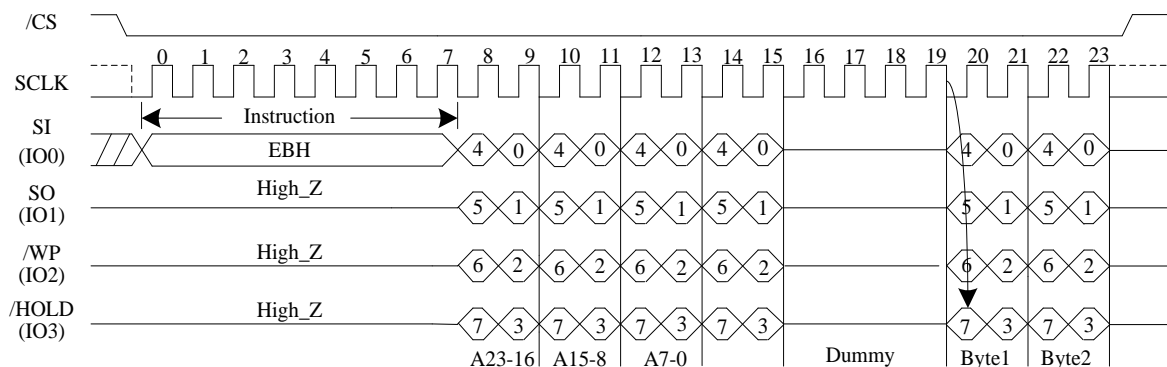 /CS
0 1 2 3 4 5 6 7 8 9 10 11 12 13 14 15 16 17 18 19 20 21 22 23
SCLK
Instruction
SI
(IO0)
EBH
4 0 4 0 4 0 4 0 4 0 4 0
SO
(IO1)
High_Z
5 1 5 1 5 1 5 1 5 1 5 1
/WP
(IO2)
High_Z
6 2 6 2 6 2 6 2 6 2 6 2
/HOLD
(IO3)
High_Z
7 3 7 3 7 3 7 3 7 3 7 3
A23-16 A15-8 A7-0 Dummy Byte1 Byte2